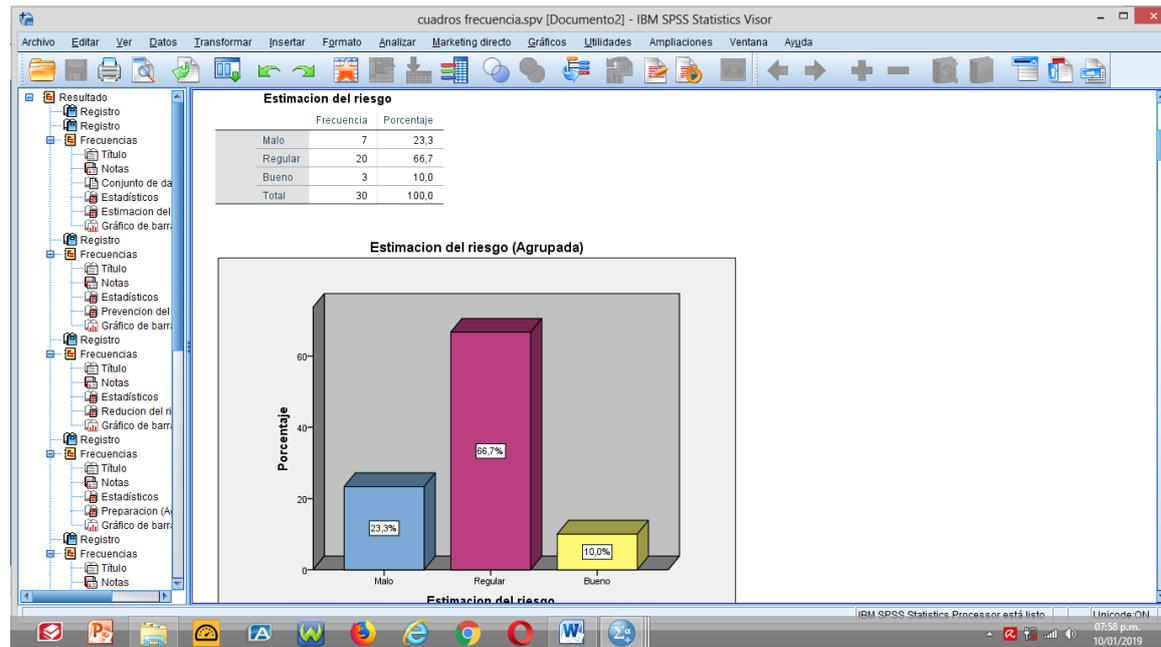 cuadros frecuencia.spv [Documento2] - IBM SPSS Statistics Visor
Archivo Editar Ver Datos Transformar Insertar Formato Analizar Marketing directo Gráficos Utilidades Ampliaciones Ventana Ayuda
Resultado
Registro
Registro
Frecuencias
Título
Notas
Conjunto de da
Estadísticos
Estimacion del
Gráfico de barra
Registro
Frecuencias
Título
Notas
Estadísticos
Prevencion del
Gráfico de barra
Registro
Frecuencias
Título
Notas
Estadísticos
Reducion del ri
Gráfico de barra
Registro
Frecuencias
Título
Notas
Estadísticos
Preparacion (A
Gráfico de barra
Registro
Frecuencias
Título
Notas
Estimacion del riesgo
Frecuencia Porcentaje
Malo 7 23,3
Regular 20 66,7
Bueno 3 10,0
Total 30 100,0
Estimacion del riesgo (Agrupada)
Porcentaje
60
40
20
0
23,3%
66,7%
10,0%
Malo Regular Bueno
Estimacion del riesgo
IBM SPSS Statistics Processor está listo Unicode:ON
07:58 p.m.
10/01/2019